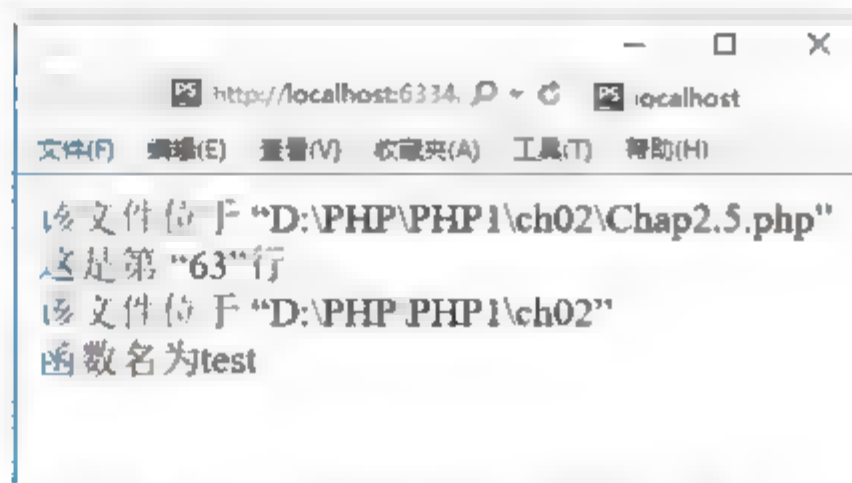 http://localhost:6334. localhost
文件(F) 编辑(E) 查看(V) 收藏夹(A) 工具(T) 帮助(H)
该文件位于“D:\PHP\PHP1\ch02\Chap2.5.php”
这是第“63”行
该文件位于“D:\PHP\PHP1\ch02”
函数名为test